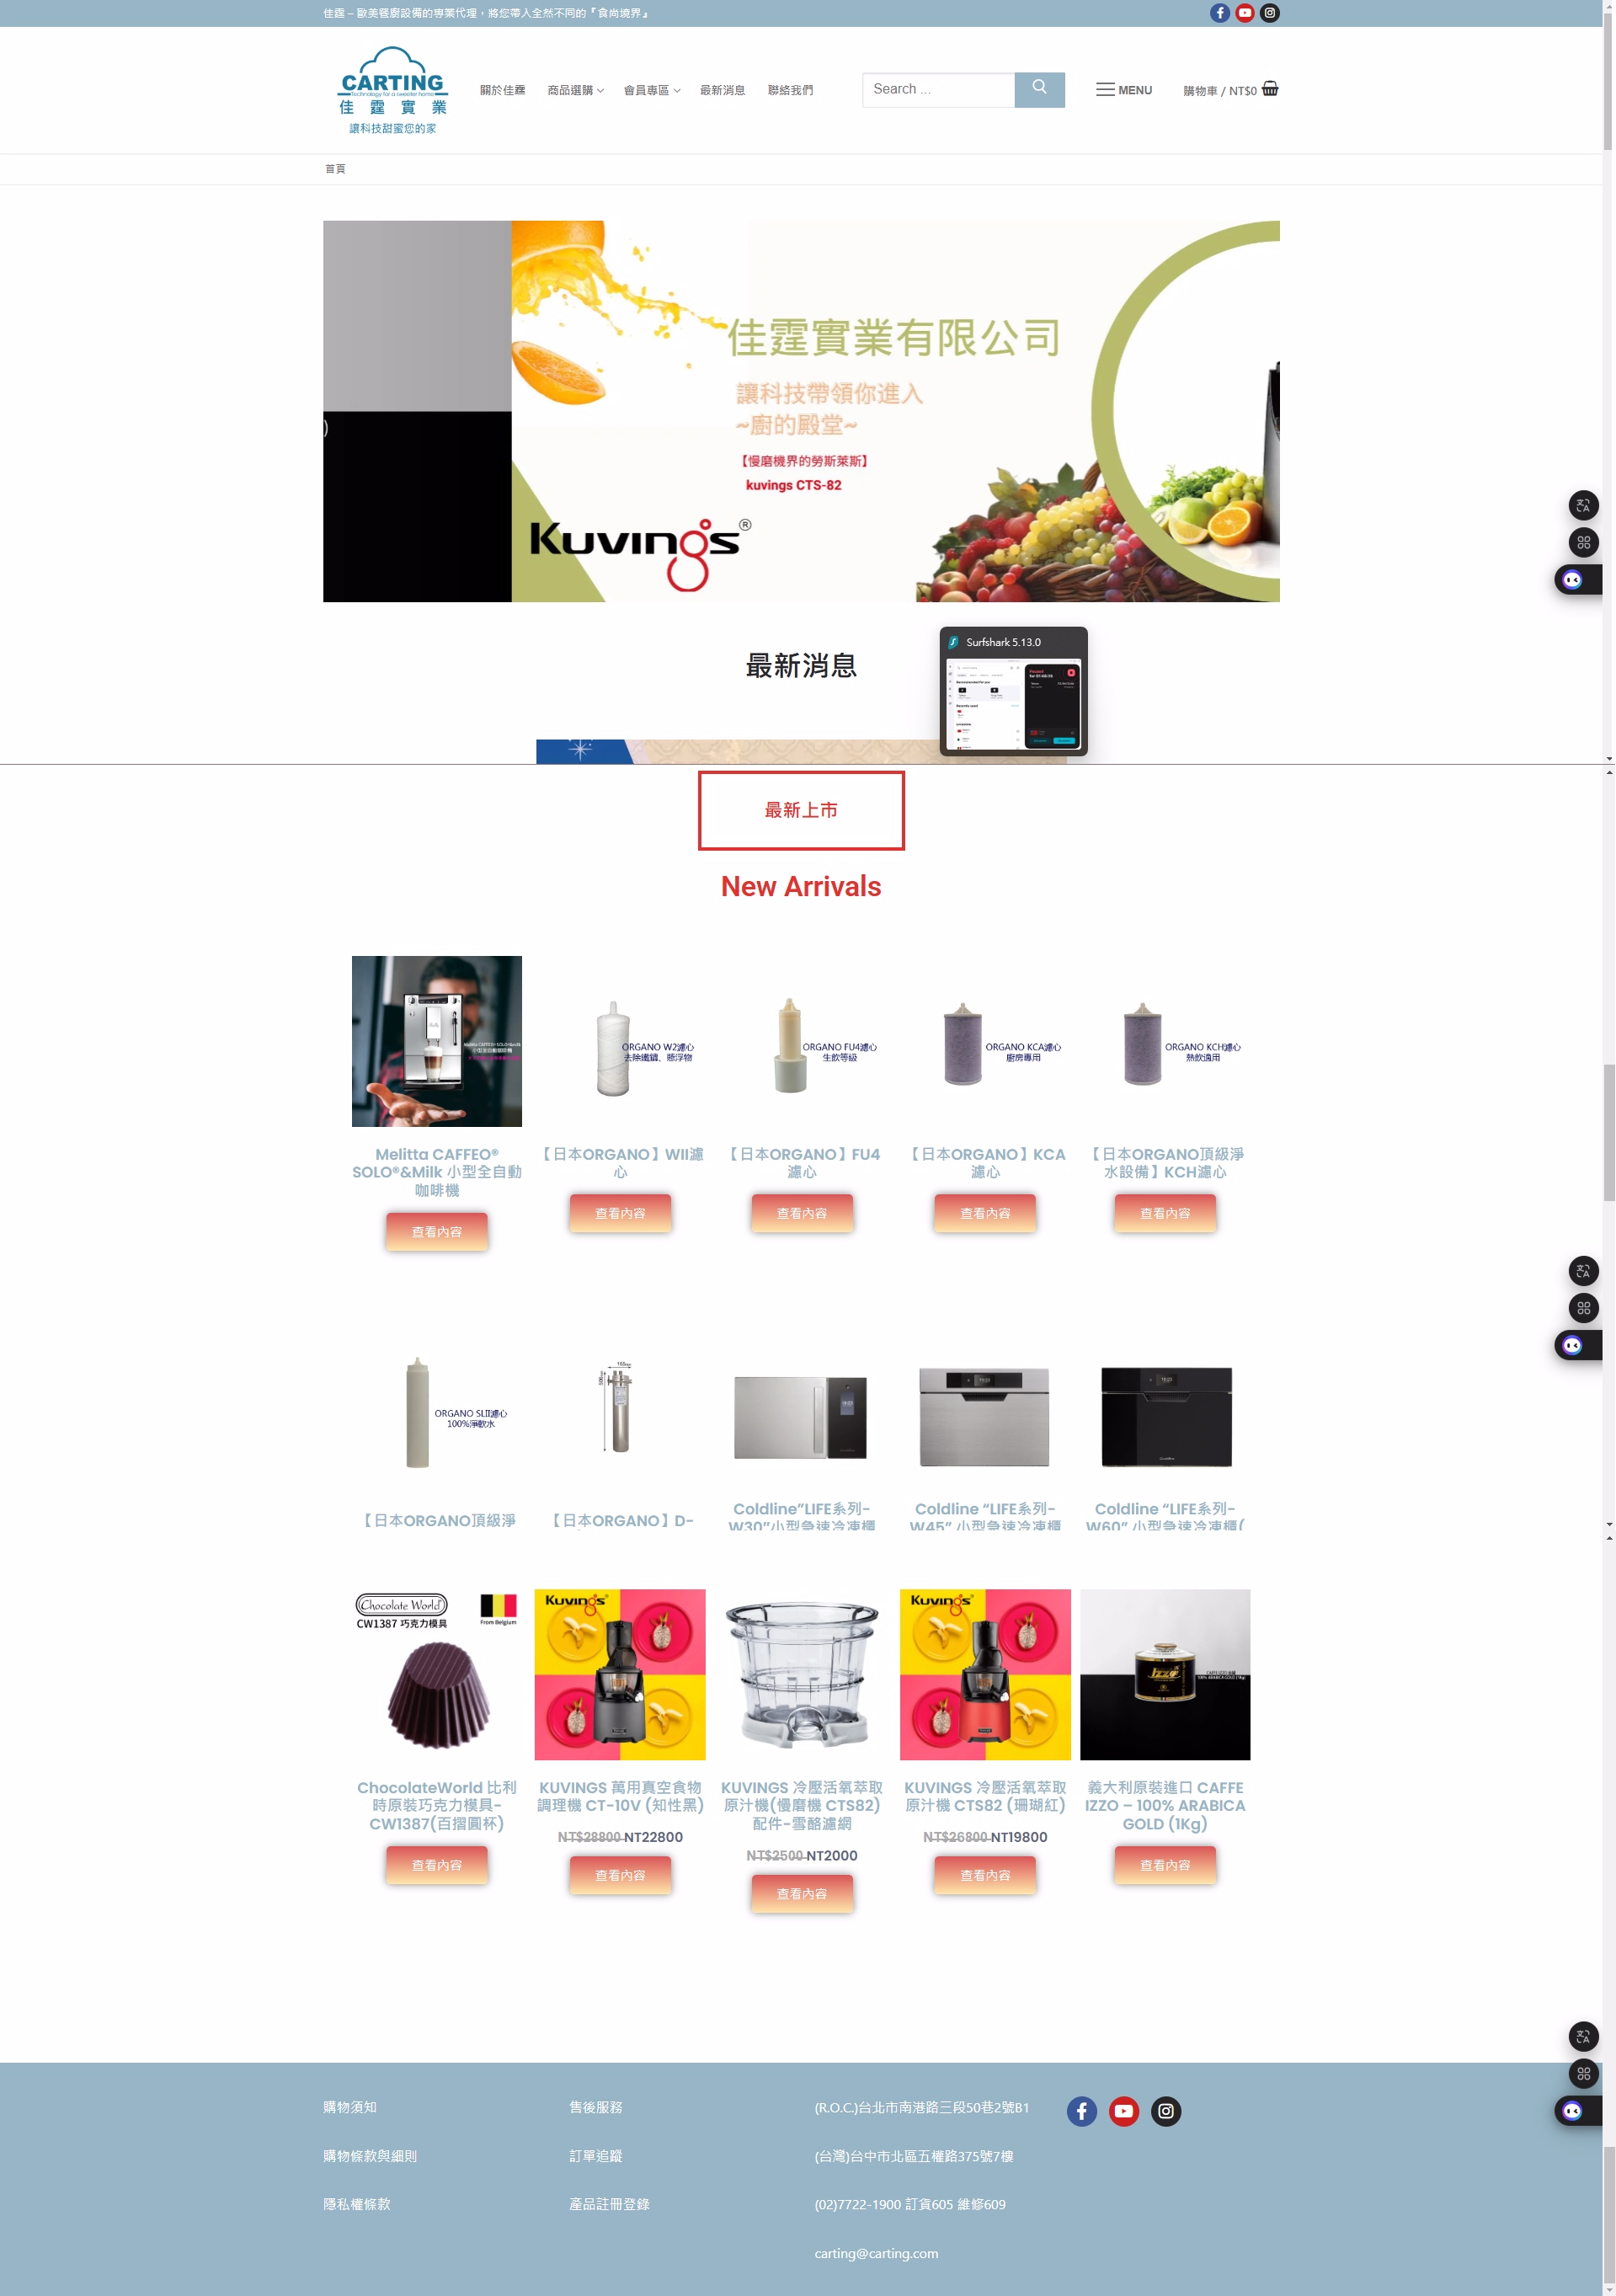 佳霆 – 歐美餐廚設備的專業代理，將您帶入全然不同的『食尚境界』
CARTING
Technology for a sweeter home
佳霆實業
讓科技甜蜜您的家
關於佳霆
商品選購
會員專區
最新消息
聯絡我們
Search ...
MENU
購物車 / NT$0
首頁
)
佳霆實業有限公司
讓科技帶領你進入
~廚的殿堂~
【慢磨機界的勞斯萊斯】
kuvings CTS-82
Kuvings®
最新消息
Surfshark 5.13.0
最新上市
New Arrivals
Melitta CAFFEO® SOLO®&milk
小型全自動咖啡機
ORGANO W2濾心
去除鐵鏽、懸浮物
ORGANO FU4濾心
生飲等級
ORGANO KCA濾心
廚房專用
ORGANO KCH濾心
熱飲適用
Melitta CAFFEO®
SOLO®&Milk 小型全自動
咖啡機
查看內容
【日本ORGANO】WII濾
心
查看內容
【日本ORGANO】FU4
濾心
查看內容
【日本ORGANO】KCA
濾心
查看內容
【日本ORGANO頂級淨
水設備】KCH濾心
查看內容
ORGANO SLII濾心
100%淨軟水
【日本ORGANO頂級淨
【日本ORGANO】D-
Coldline”LIFE系列-
W30”小型急速冷凍櫃
Coldline “LIFE系列-
W45” 小型急速冷凍櫃
Coldline “LIFE系列-
W60” 小型急速冷凍櫃(
Chocolate World
CW1387 巧克力模具
From Belgium
Kuvings
Kuvings
Izzo
100% ARABICA GOLD (1Kg)
ChocolateWorld 比利
時原裝巧克力模具-
CW1387(百摺圓杯)
查看內容
KUVINGS 萬用真空食物
調理機 CT-10V (知性黑)
NT$28800 NT22800
查看內容
KUVINGS 冷壓活氧萃取
原汁機(慢磨機 CTS82)
配件-雪酪濾網
NT$2500 NT2000
查看內容
KUVINGS 冷壓活氧萃取
原汁機 CTS82 (珊瑚紅)
NT$26800 NT19800
查看內容
義大利原裝進口 CAFFE
IZZO – 100% ARABICA
GOLD (1Kg)
查看內容
購物須知
購物條款與細則
隱私權條款
售後服務
訂單追蹤
產品註冊登錄
(R.O.C.)台北市南港路三段50巷2號B1
(台灣)台中市北區五權路375號7樓
(02)7722-1900 訂貨605 維修609
carting@carting.com